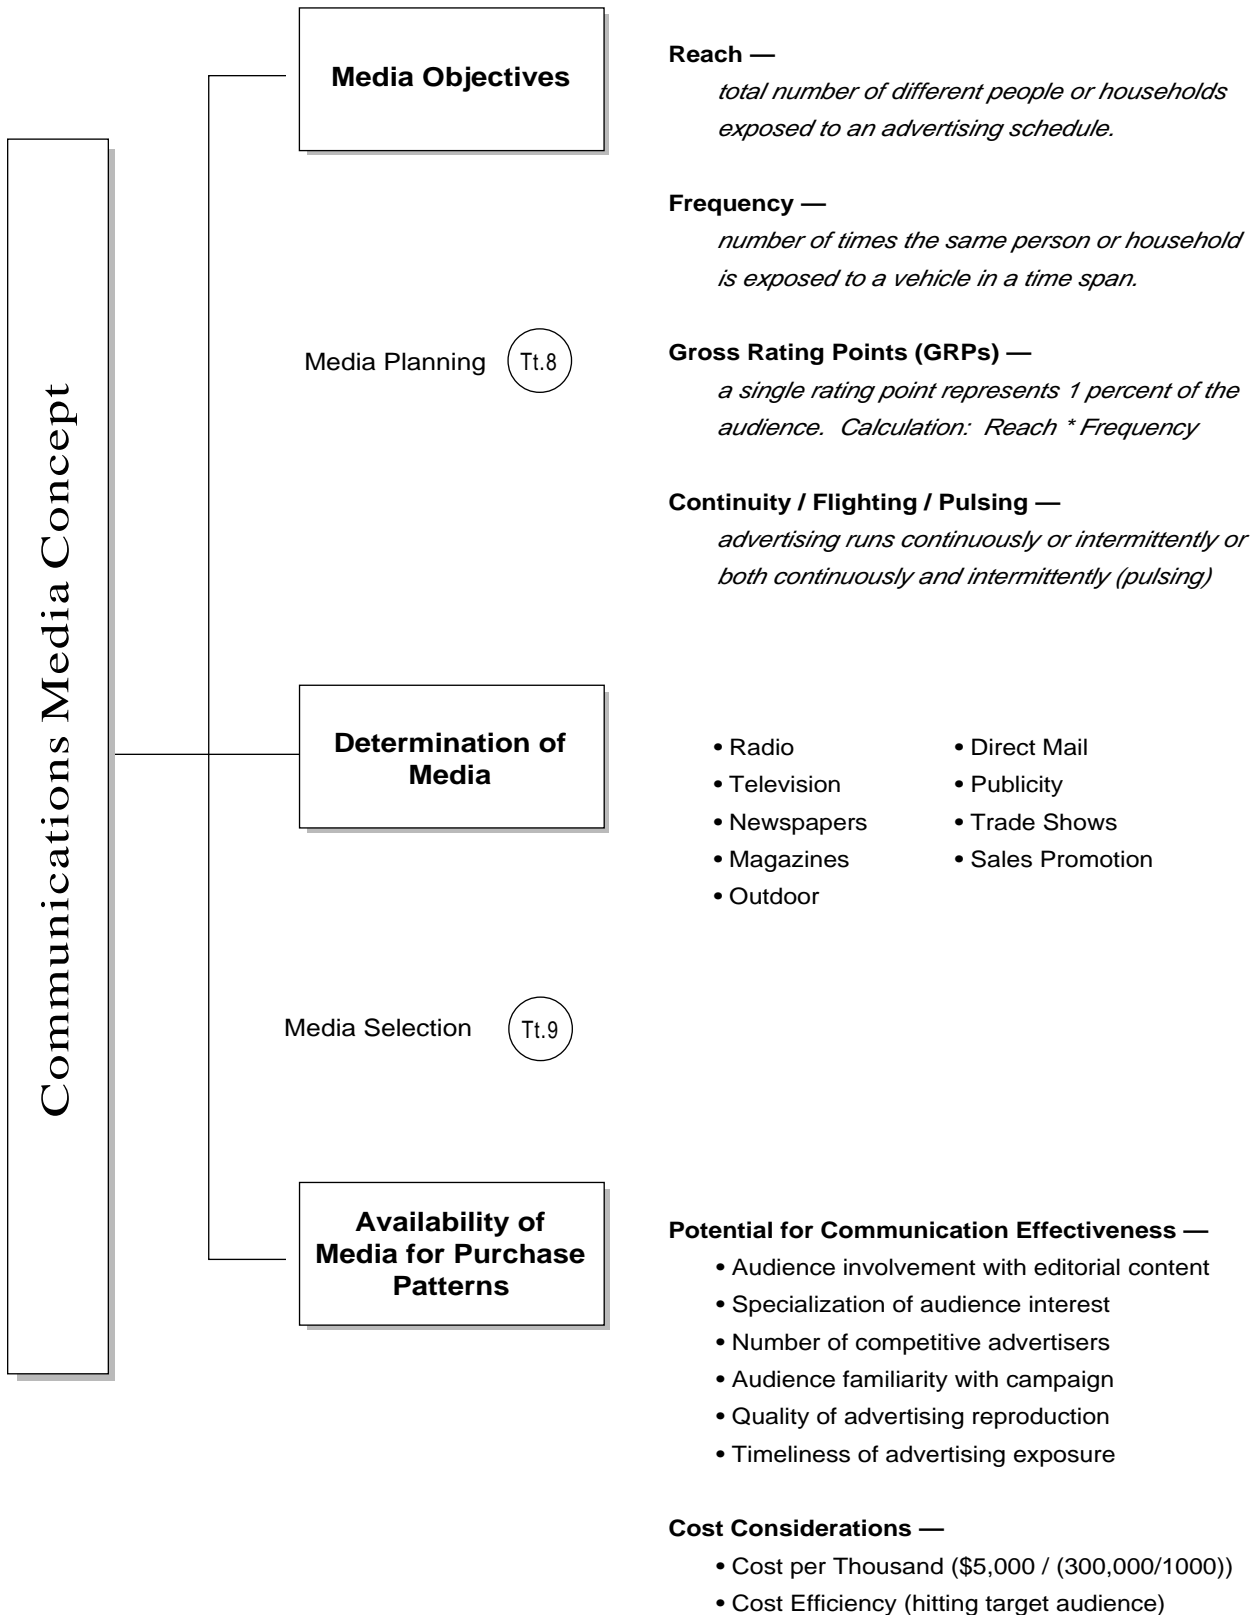 Communications Media Concept
Media Objectives
Reach —
total number of different people or households
exposed to an advertising schedule.
Frequency —
number of times the same person or household
is exposed to a vehicle in a time span.
Media Planning Tt.8
Gross Rating Points (GRPs) —
a single rating point represents 1 percent of the
audience. Calculation: Reach * Frequency
Continuity / Flighting / Pulsing —
advertising runs continuously or intermittently or
both continuously and intermittently (pulsing)
Determination of
Media
• Radio
• Television
• Newspapers
• Magazines
• Outdoor
• Direct Mail
• Publicity
• Trade Shows
• Sales Promotion
Media Selection Tt.9
Availability of
Media for Purchase
Patterns
Potential for Communication Effectiveness —
• Audience involvement with editorial content
• Specialization of audience interest
• Number of competitive advertisers
• Audience familiarity with campaign
• Quality of advertising reproduction
• Timeliness of advertising exposure
Cost Considerations —
• Cost per Thousand ($5,000 / (300,000/1000))
• Cost Efficiency (hitting target audience)